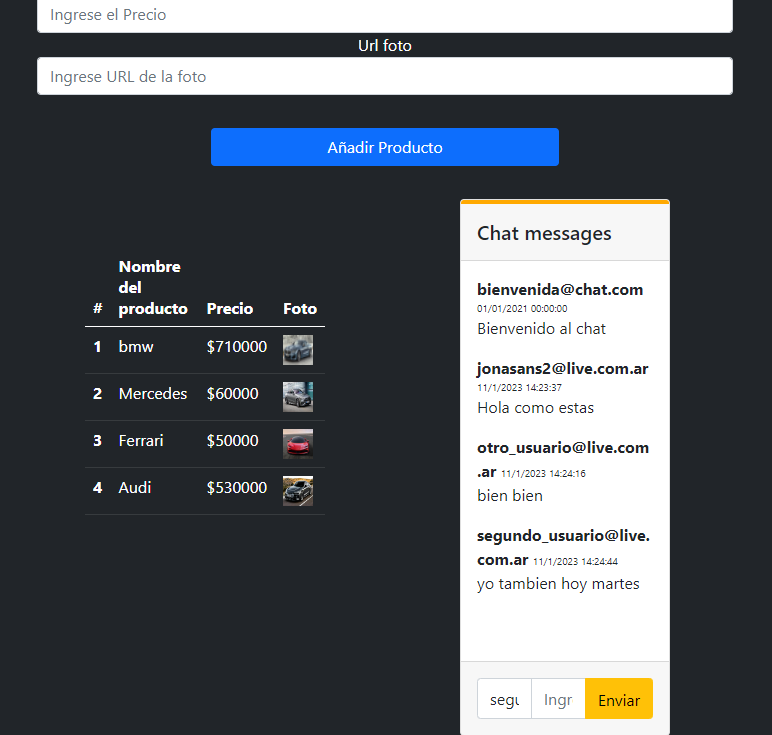 Ingrese el Precio
Url foto
Ingrese URL de la foto
Añadir Producto
# Nombre del producto Precio Foto
1 bmw $710000
2 Mercedes $60000
3 Ferrari $50000
4 Audi $530000
Chat messages
bienvenida@chat.com
01/01/2021 00:00:00
Bienvenido al chat
jonasans2@live.com.ar
11/1/2023 14:23:37
Hola como estas
otro_usuario@live.com
.ar 11/1/2023 14:24:16
bien bien
segundo_usuario@live.
com.ar 11/1/2023 14:24:44
yo tambien hoy martes
segu Ingr Enviar